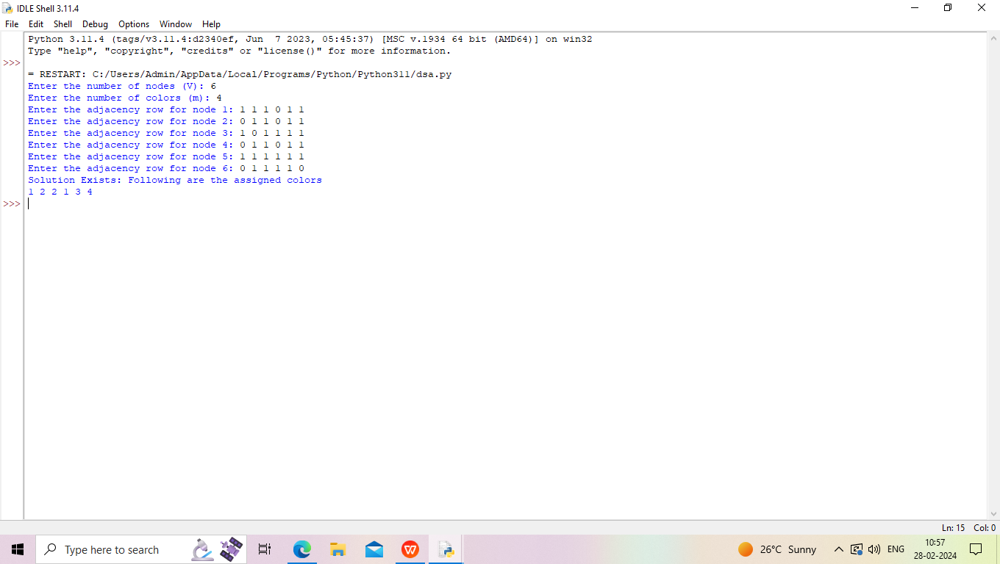 IDLE Shell 3.11.4
File Edit Shell Debug Options Window Help
Python 3.11.4 (tags/v3.11.4:d2340ef, Jun  7 2023, 05:45:37) [MSC v.1934 64 bit (AMD64)] on win32
Type "help", "copyright", "credits" or "license()" for more information.
>>>
= RESTART: C:/Users/Admin/AppData/Local/Programs/Python/Python311/dsa.py
Enter the number of nodes (V): 6
Enter the number of colors (m): 4
Enter the adjacency row for node 1: 1 1 1 0 1 1
Enter the adjacency row for node 2: 0 1 1 0 1 1
Enter the adjacency row for node 3: 1 0 1 1 1 1
Enter the adjacency row for node 4: 0 1 1 0 1 1
Enter the adjacency row for node 5: 1 1 1 1 1 1
Enter the adjacency row for node 6: 0 1 1 1 1 0
Solution Exists: Following are the assigned colors
1 2 2 1 3 4
>>>
Ln: 15 Col: 0
Type here to search
W
26°C Sunny
ENG
10:57
28-02-2024